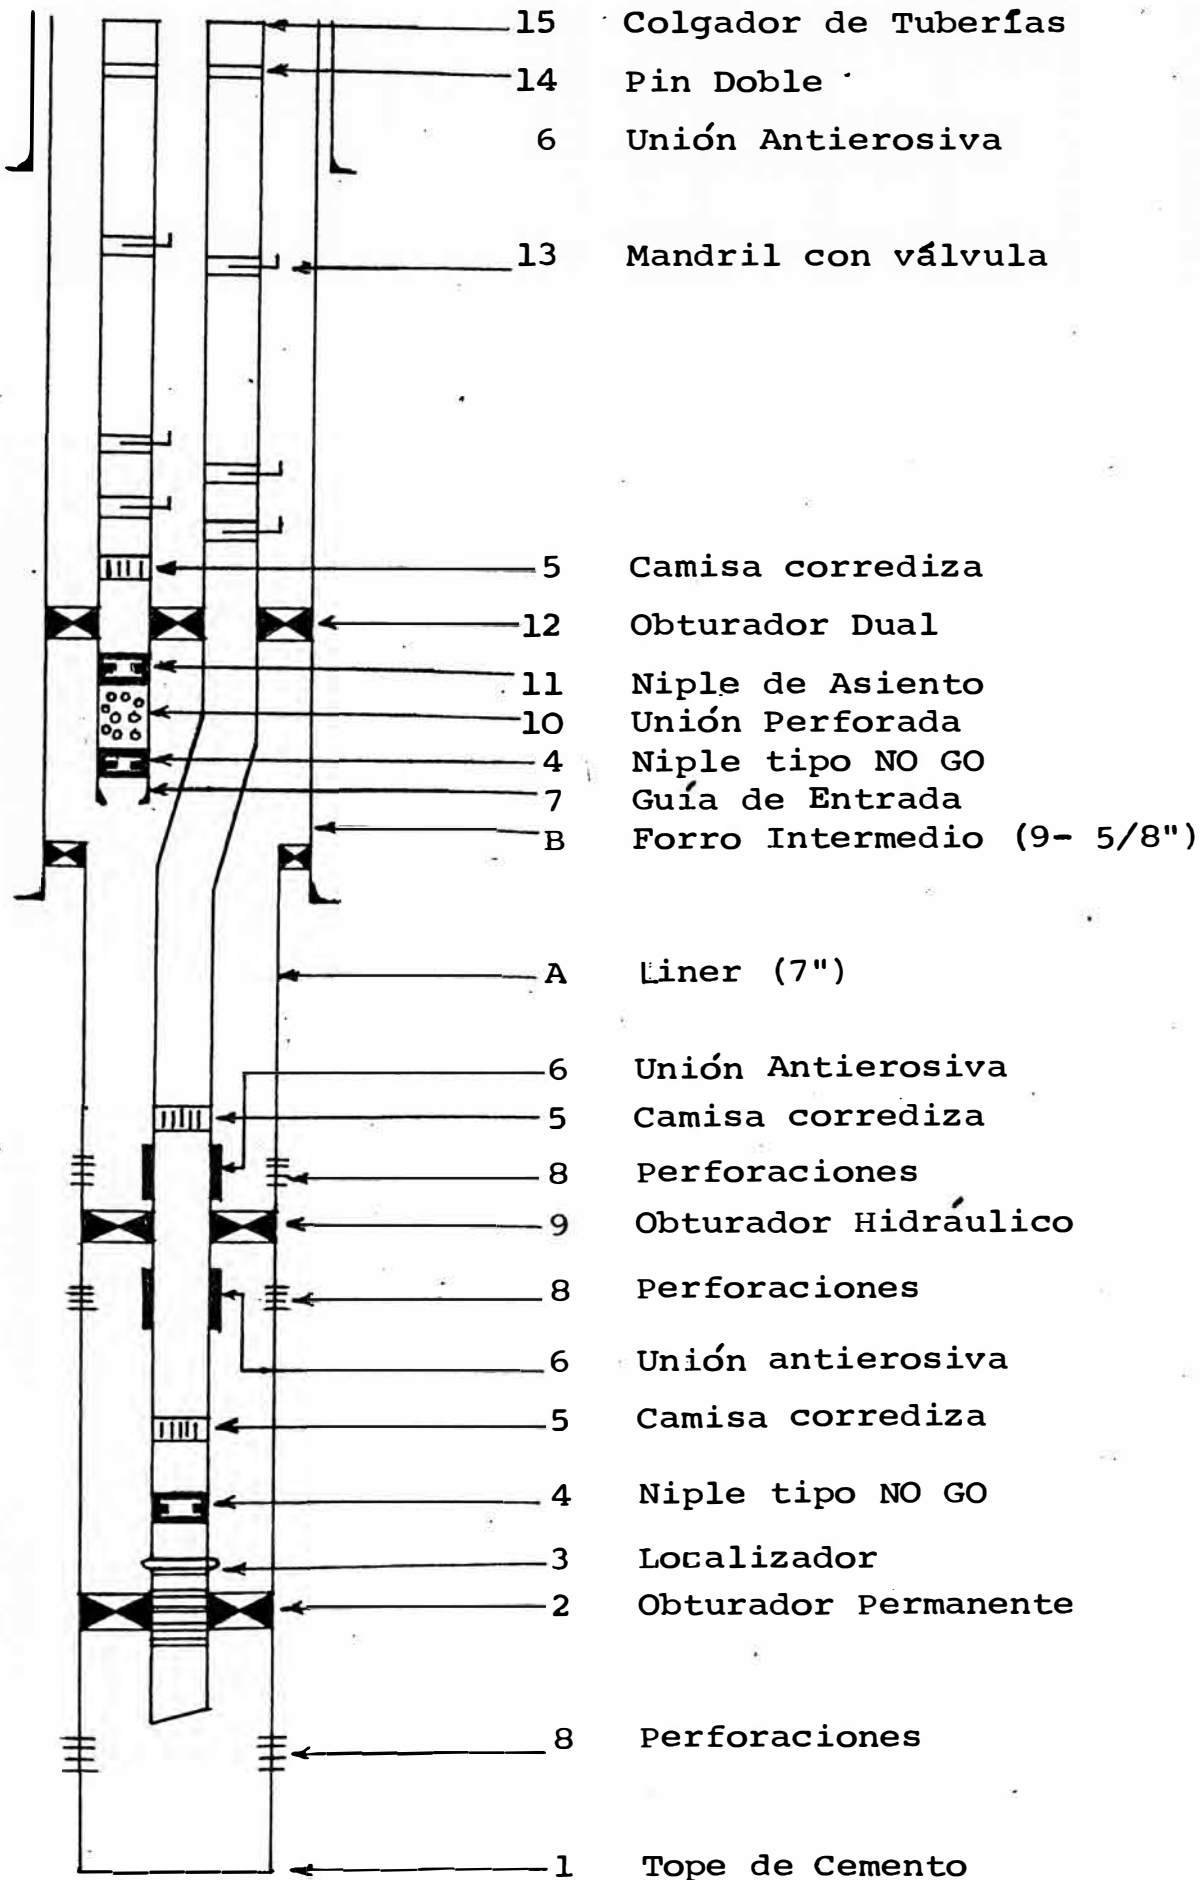 15 Colgador de Tuberías
14 Pin Doble
6 Unión Antierosiva
13 Mandril con válvula
5 Camisa corrediza
12 Obturador Dual
11 Niple de Asiento
10 Unión Perforada
4 Niple tipo NO GO
7 Guía de Entrada
B Forro Intermedio (9- 5/8")
A Liner (7")
6 Unión Antierosiva
5 Camisa corrediza
8 Perforaciones
9 Obturador Hidráulico
8 Perforaciones
6 Unión antierosiva
5 Camisa corrediza
4 Niple tipo NO GO
3 Localizador
2 Obturador Permanente
8 Perforaciones
1 Tope de Cemento